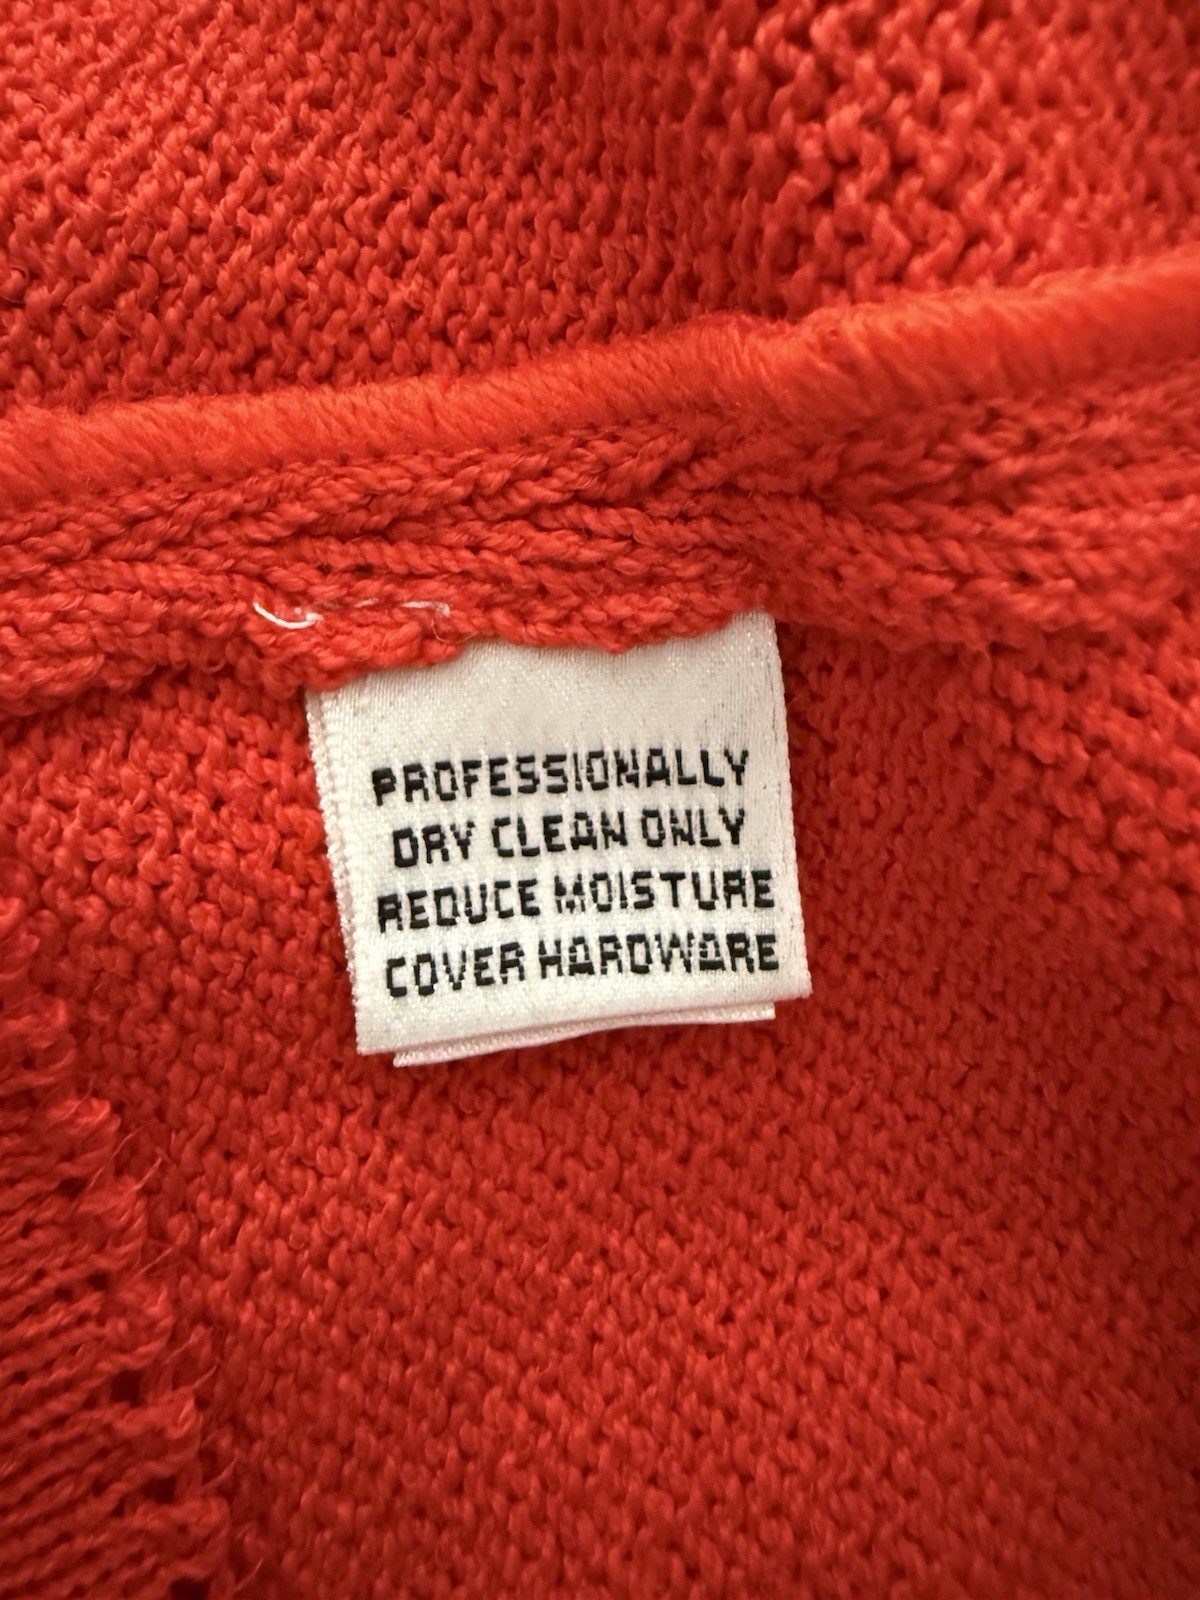 PROFESSIONALLY
DRY CLEAN ONLY
REDUCE MOISTURE
COVER HARDWARE